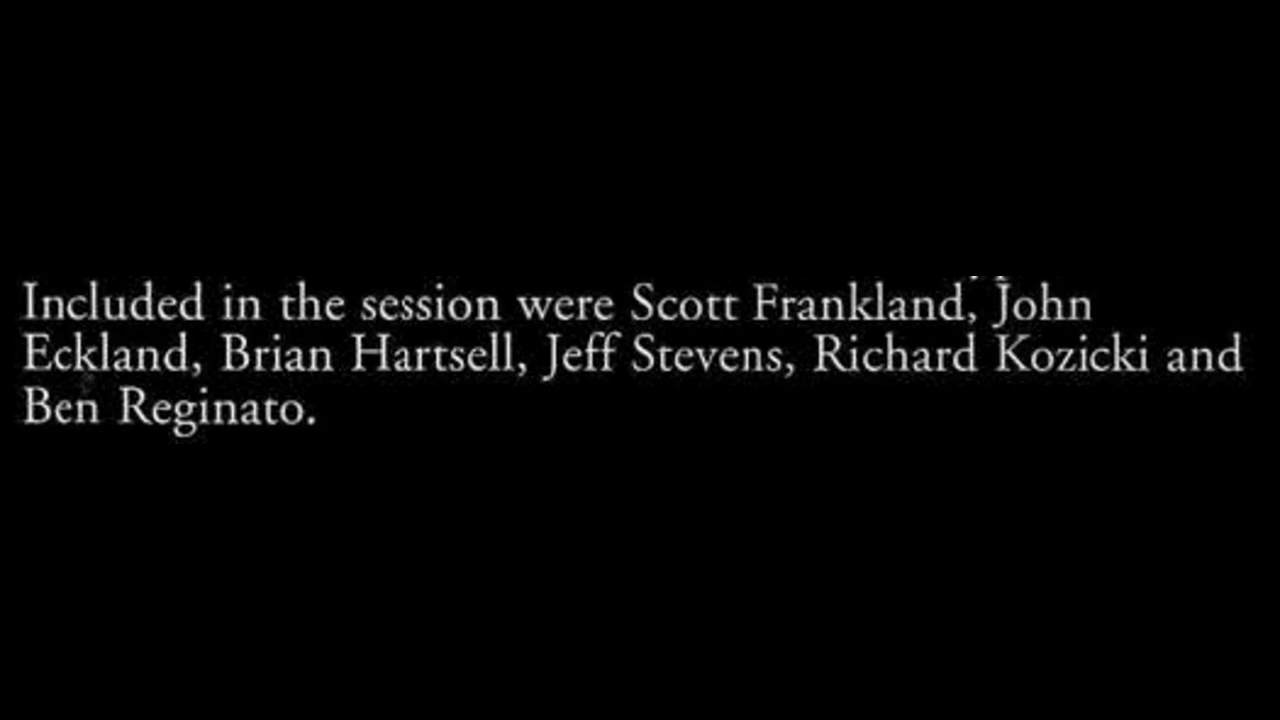 Included in the session were Scott Frankland, John
Eckland, Brian Hartsell, Jeff Stevens, Richard Kozicki and
Ben Reginato.